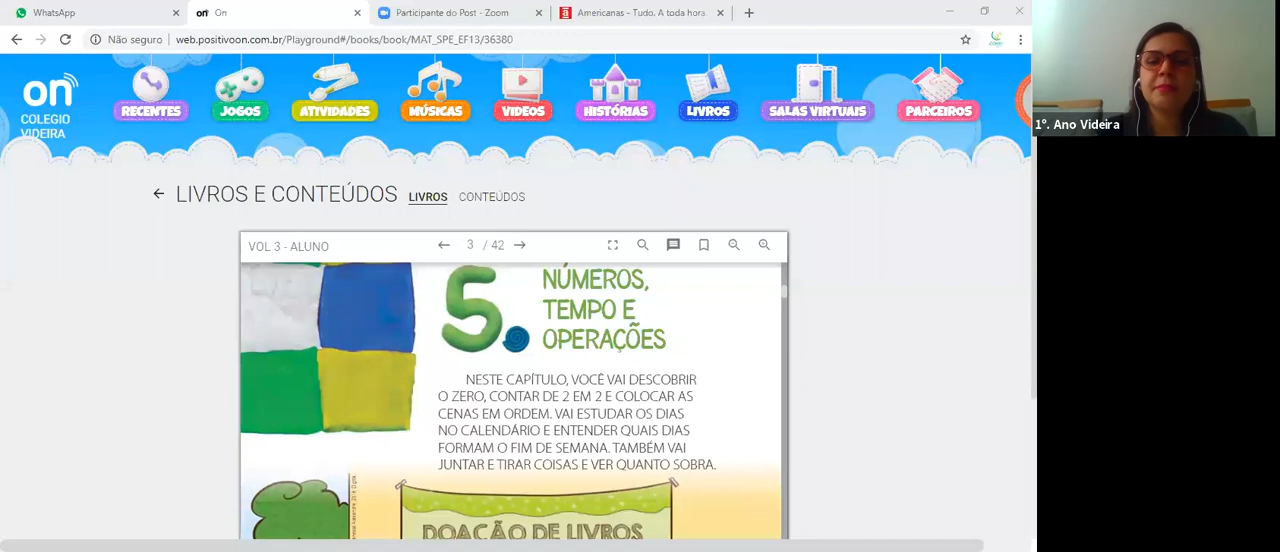 WhatsApp
On
Participante do Post - Zoom
Americanas - Tudo. A toda hora.
Não seguro
web.positivoon.com.br/Playground#/books/book/MAT_SPE_EF13/36380
on
COLEGIO
VIDEIRA
RECENTES
JOGOS
ATIVIDADES
MÚSICAS
VIDEOS
HISTÓRIAS
LIVROS
SALAS VIRTUAIS
PARCEIROS
1º. Ano Videira
LIVROS E CONTEÚDOS LIVROS CONTEÚDOS
VOL 3 - ALUNO
3 / 42
5.
NÚMEROS,
TEMPO E
OPERAÇÕES
NESTE CAPÍTULO, VOCÊ VAI DESCOBRIR
O ZERO, CONTAR DE 2 EM 2 E COLOCAR AS
CENAS EM ORDEM. VAI ESTUDAR OS DIAS
NO CALENDÁRIO E ENTENDER QUAIS DIAS
FORMAM O FIM DE SEMANA. TAMBÉM VAI
JUNTAR E TIRAR COISAS E VER QUANTO SOBRA.
DOAÇÃO DE LIVROS